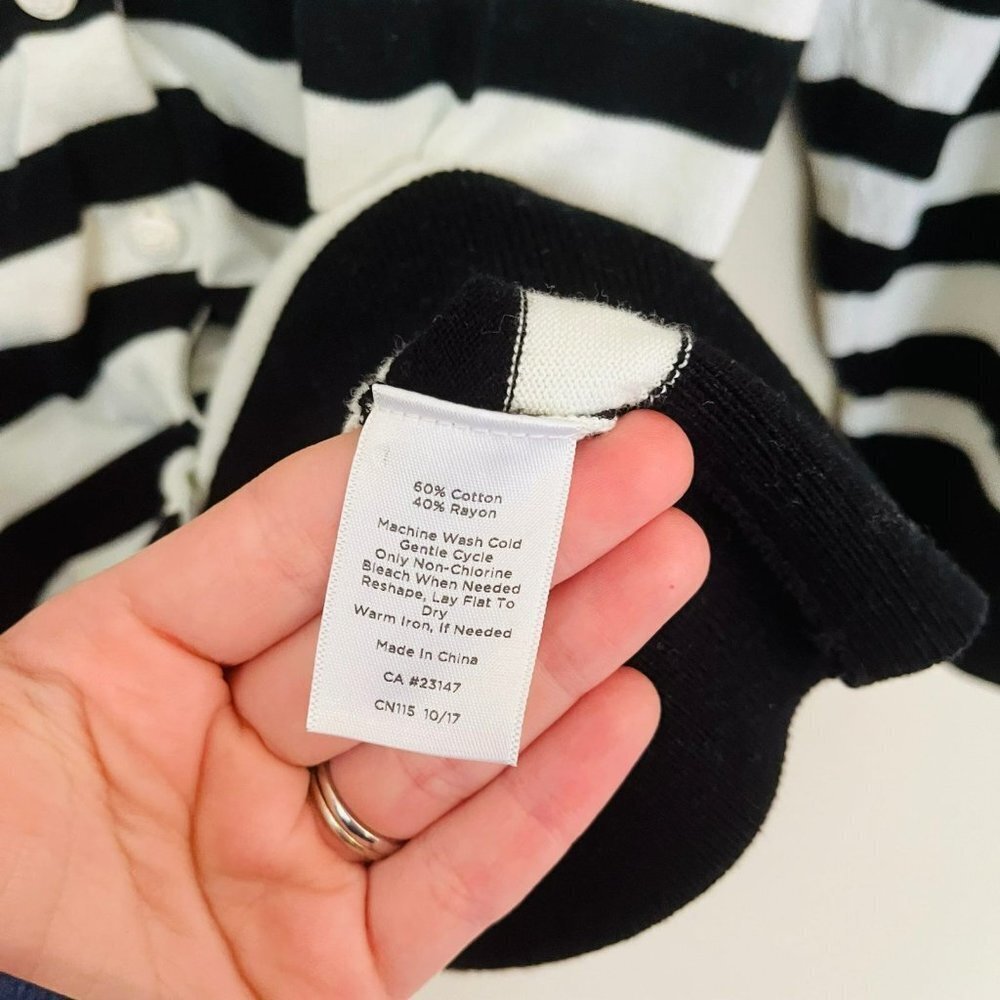 60% Cotton
40% Rayon
Machine Wash Cold
Gentle Cycle
Only Non-Chlorine
Bleach When Needed
Reshape, Lay Flat To
Dry
Warm Iron, If Needed
Made In China
CA #23147
CN115 10/17